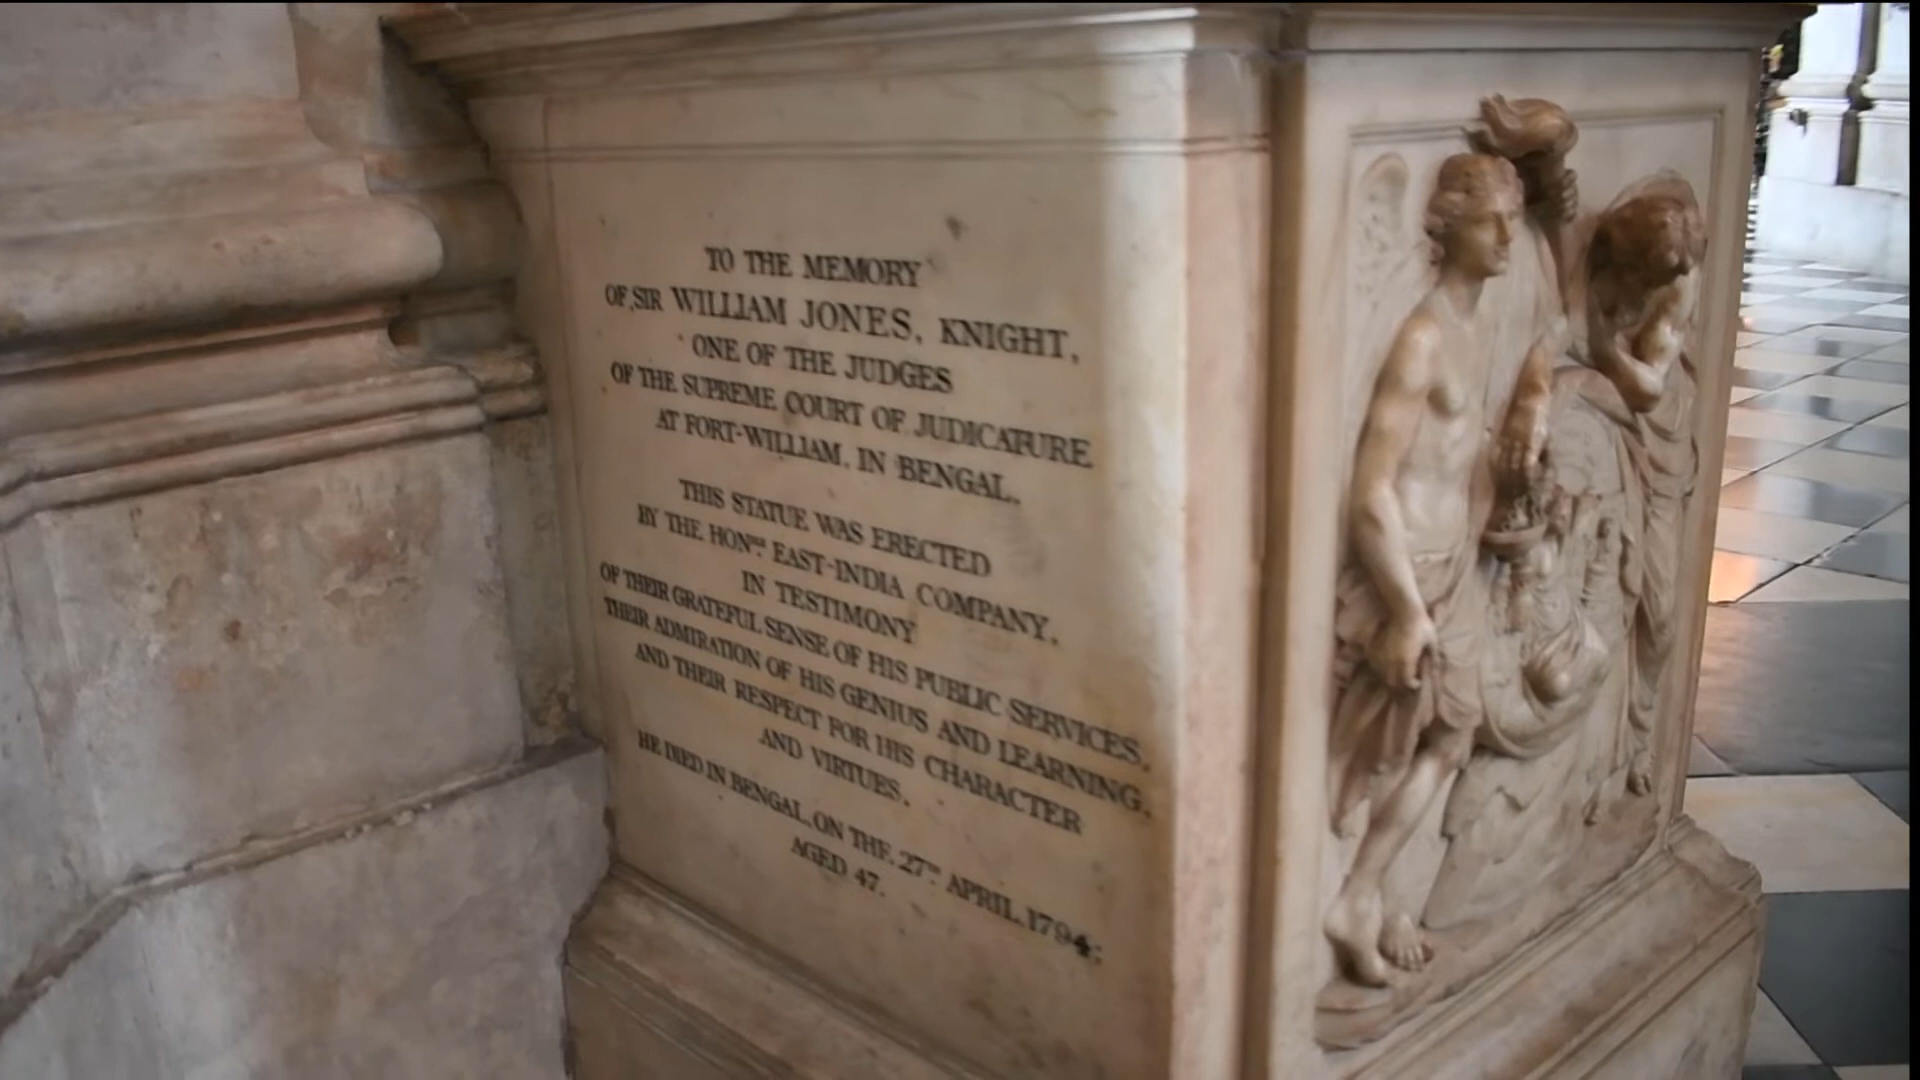 TO THE MEMORY
OF SIR WILLIAM JONES, KNIGHT,
ONE OF THE JUDGES
OF THE SUPREME COURT OF JUDICATURE
AT FORT-WILLIAM, IN BENGAL.
THIS STATUE WAS ERECTED
BY THE HONBLE EAST-INDIA COMPANY,
IN TESTIMONY
OF THEIR GRATEFUL SENSE OF HIS PUBLIC SERVICES,
THEIR ADMIRATION OF HIS GENIUS AND LEARNING,
AND THEIR RESPECT FOR HIS CHARACTER
AND VIRTUES.
HE DIED IN BENGAL, ON THE 27TH APRIL, 1794:
AGED 47.